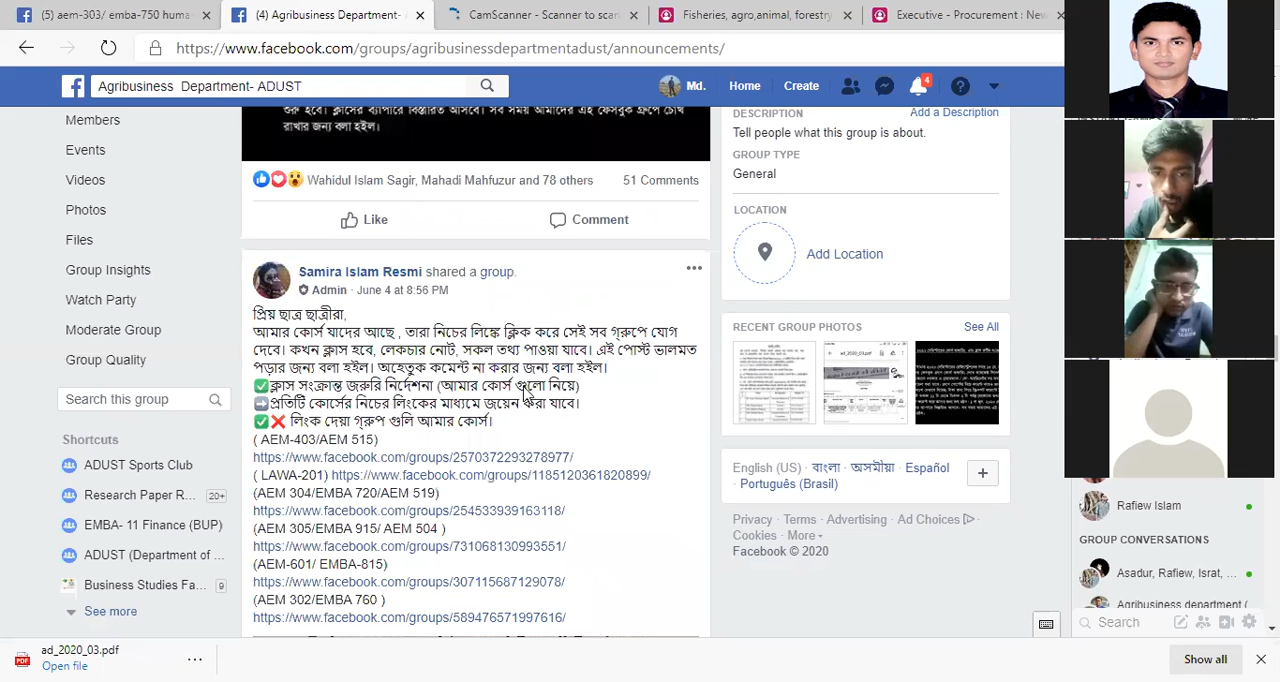 (5) aem-303/ emba-750 huma
(4) Agribusiness Department-
CamScanner - Scanner to sca
Fisheries, agro,animal, forestry
Executive - Procurement : Ne
https://www.facebook.com/groups/agribusinesdepartmentadust/announcements/
Agribusiness Department- ADUST
Md.
Home
Create
4
Members
Events
Videos
Photos
Files
Group Insights
Watch Party
Moderate Group
Group Quality
Search this group
Shortcuts
ADUST Sports Club
Research Paper R... 20+
EMBA- 11 Finance (BUP)
ADUST (Department of ...
Business Studies Fa... 9
See more
শুরু হবে। ক্লাসের ব্যাপারে বিস্তারিত আসবে। সব সময় আমাদের এই ফেসবুক গ্রুপে চোখ
রাখার জন্য বলা হইল।
Wahidul Islam Sagir, Mahadi Mahfuzur and 78 others
51 Comments
Like
Comment
Samira Islam Resmi shared a group.
Admin · June 4 at 8:56 PM
প্রিয় ছাত্র ছাত্রীরা,
আমার কোর্স যাদের আছে , তারা নিচের লিঙ্কে ক্লিক করে সেই সব গ্রুপে যোগ
দেবে। কখন ক্লাস হবে, লেকচার নোট, সকল কিছু পাওয়া যাবে। এই পোস্ট ভালমত
পড়ার জন্য বলা হইল। অহেতুক কমেন্ট না করার জন্য বলা হইল।
✅ক্লাস সংক্রান্ত জরুরি নির্দেশনা (আমার কোর্স গুলো নিয়ে)
➡️প্রতিটি কোর্সের নিচের লিংকের মাধ্যমে জয়েন করা যাবে।
✅❌ লিংক দেয়া গ্রুপ গুলি আমার কোর্স।
( AEM-403/AEM 515)
https://www.facebook.com/groups/2570372293278977/
( LAWA-201) https://www.facebook.com/groups/1185120361820899/
(AEM 304/EMBA 720/AEM 519)
https://www.facebook.com/groups/254533939163118/
(AEM 305/EMBA 915/ AEM 504 )
https://www.facebook.com/groups/731068130993551/
(AEM-601/ EMBA-815)
https://www.facebook.com/groups/307115687129078/
(AEM 302/EMBA 760 )
https://www.facebook.com/groups/589476571997616/
DESCRIPTION
Add a Description
Tell people what this group is about.
GROUP TYPE
General
LOCATION
Add Location
RECENT GROUP PHOTOS
See All
ad_2020_03.pdf
English (US) · বাংলা · অসমীয়া · Español
· Português (Brasil)
Privacy · Terms · Advertising · Ad Choices ·
Cookies · More
Facebook © 2020
Rafiew Islam
GROUP CONVERSATIONS
Asadur, Rafiew, Israt, ...
Agribusiness department (
Search
ad_2020_03.pdf
Open file
Show all